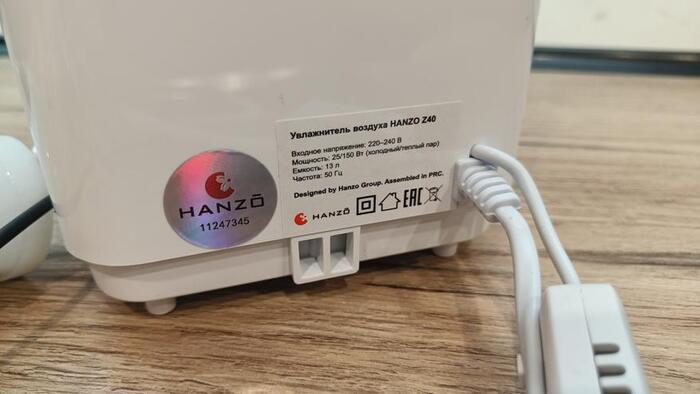 HANZŌ
11247345
Увлажнитель воздуха HANZO Z40
Входное напряжение: 220–240 В
Мощность: 25/150 Вт (холодный/теплый пар)
Емкость: 13 л
Частота: 50 Гц
Designed by Hanzo Group. Assembled in PRC.
HANZŌ EAC